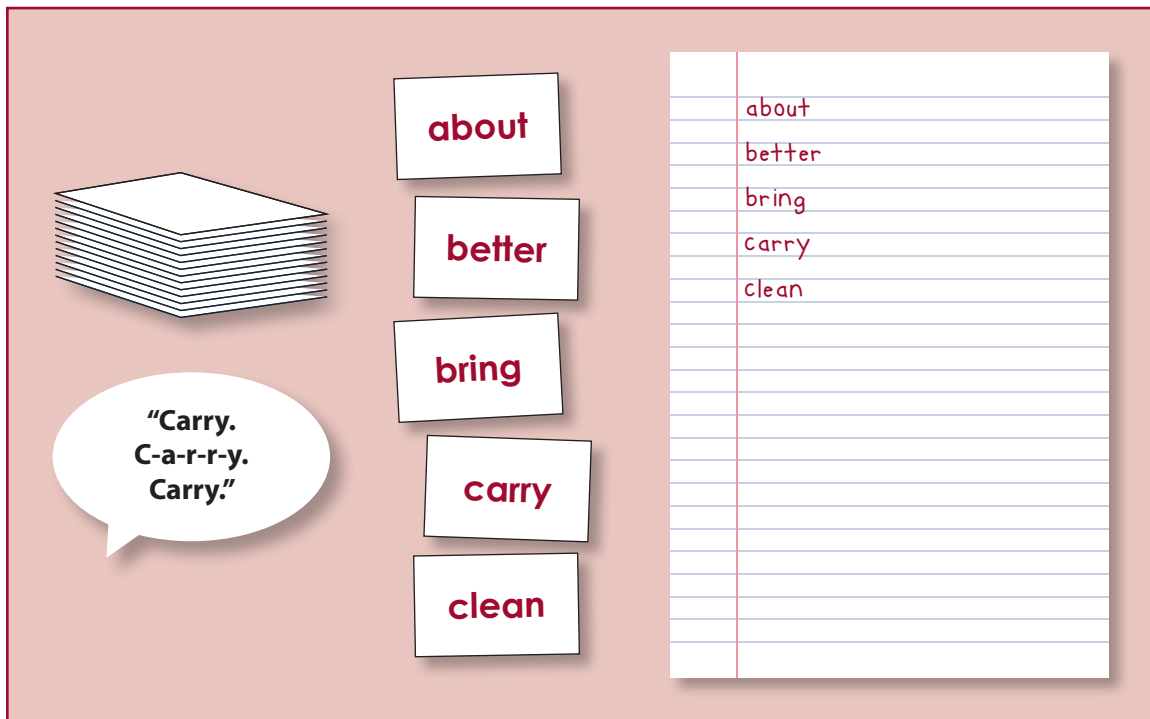 about
better
bring
carry
clean
“Carry.
C-a-r-r-y.
Carry.”
about
better
bring
carry
clean